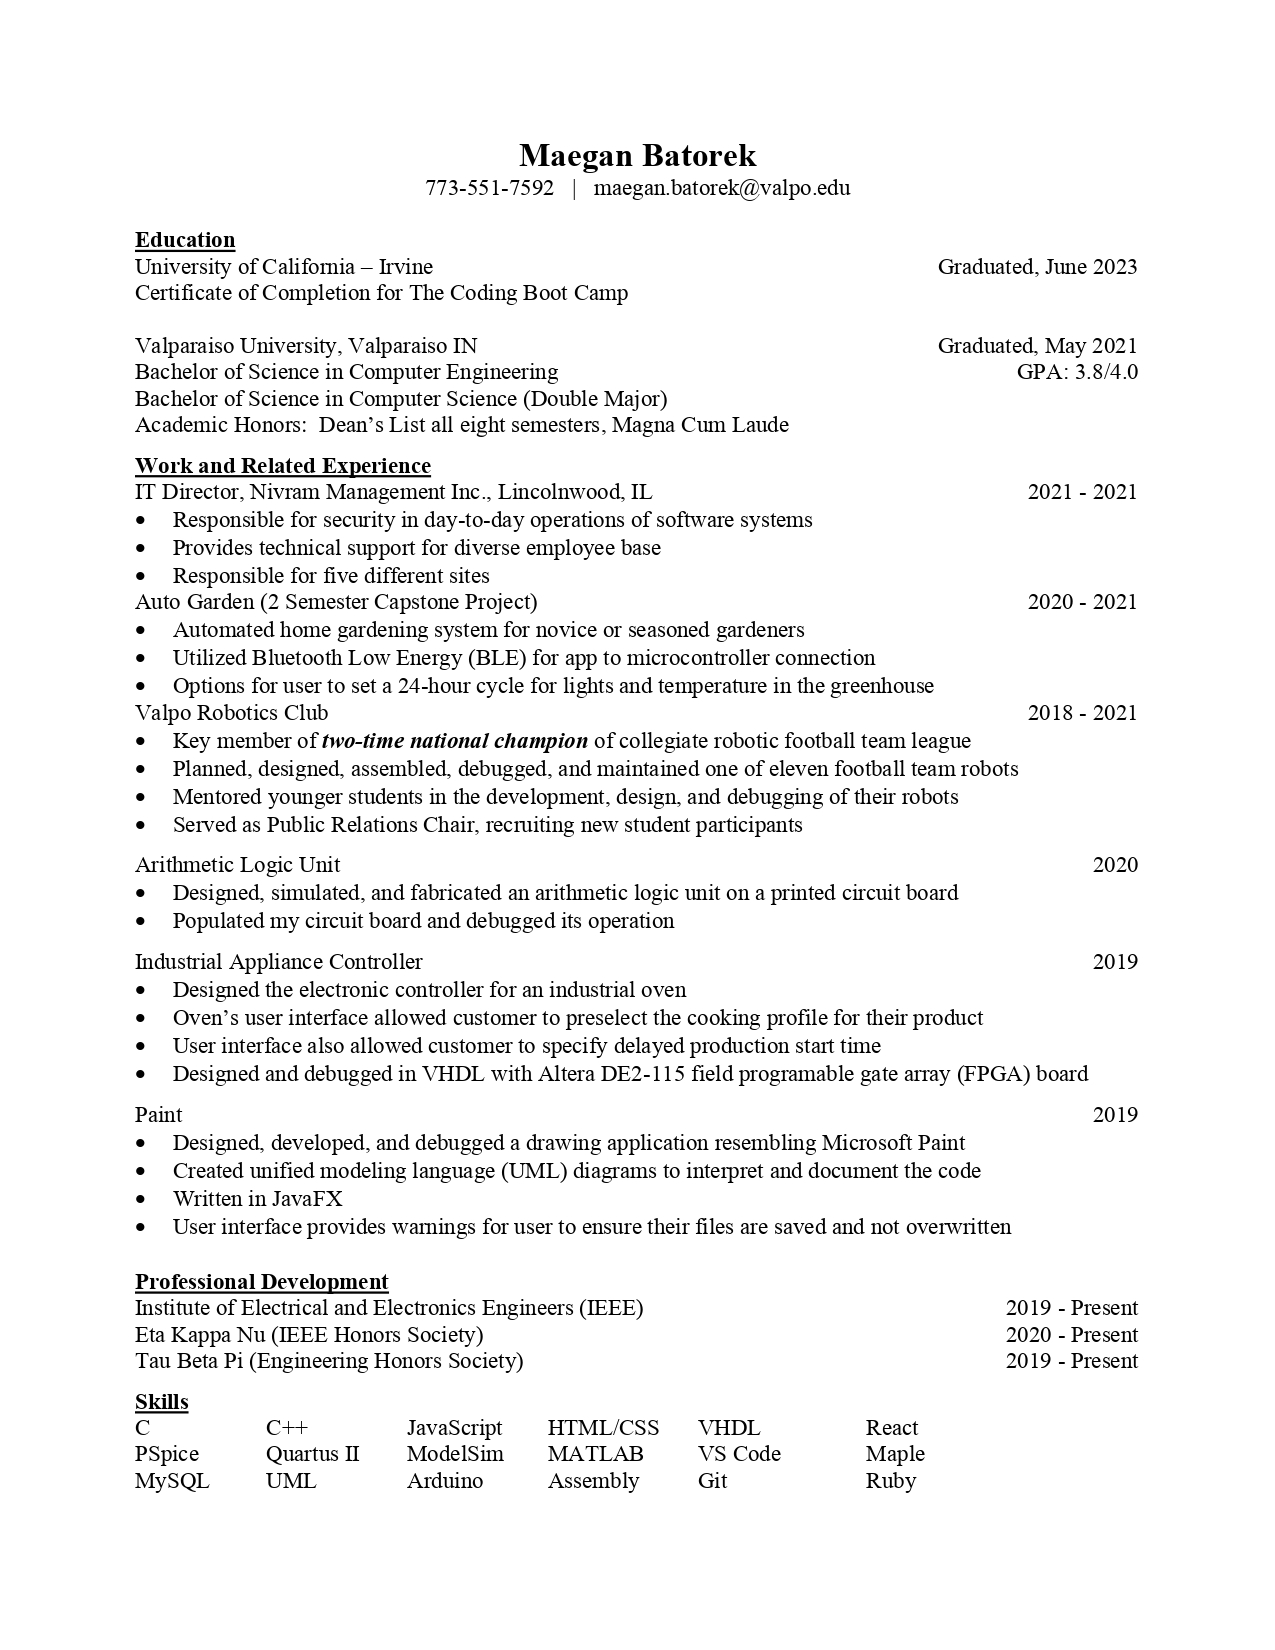 Maegan Batorek
773-551-7592 | maegan.batorek@valpo.edu
Education
University of California – Irvine Graduated, June 2023
Certificate of Completion for The Coding Boot Camp
Valparaiso University, Valparaiso IN Graduated, May 2021
Bachelor of Science in Computer Engineering GPA: 3.8/4.0
Bachelor of Science in Computer Science (Double Major)
Academic Honors: Dean’s List all eight semesters, Magna Cum Laude
Work and Related Experience
IT Director, Nivram Management Inc., Lincolnwood, IL 2021 - 2021
• Responsible for security in day-to-day operations of software systems
• Provides technical support for diverse employee base
• Responsible for five different sites
Auto Garden (2 Semester Capstone Project) 2020 - 2021
• Automated home gardening system for novice or seasoned gardeners
• Utilized Bluetooth Low Energy (BLE) for app to microcontroller connection
• Options for user to set a 24-hour cycle for lights and temperature in the greenhouse
Valpo Robotics Club 2018 - 2021
• Key member of two-time national champion of collegiate robotic football team league
• Planned, designed, assembled, debugged, and maintained one of eleven football team robots
• Mentored younger students in the development, design, and debugging of their robots
• Served as Public Relations Chair, recruiting new student participants
Arithmetic Logic Unit 2020
• Designed, simulated, and fabricated an arithmetic logic unit on a printed circuit board
• Populated my circuit board and debugged its operation
Industrial Appliance Controller 2019
• Designed the electronic controller for an industrial oven
• Oven’s user interface allowed customer to preselect the cooking profile for their product
• User interface also allowed customer to specify delayed production start time
• Designed and debugged in VHDL with Altera DE2-115 field programable gate array (FPGA) board
Paint 2019
• Designed, developed, and debugged a drawing application resembling Microsoft Paint
• Created unified modeling language (UML) diagrams to interpret and document the code
• Written in JavaFX
• User interface provides warnings for user to ensure their files are saved and not overwritten
Professional Development
Institute of Electrical and Electronics Engineers (IEEE) 2019 - Present
Eta Kappa Nu (IEEE Honors Society) 2020 - Present
Tau Beta Pi (Engineering Honors Society) 2019 - Present
Skills
C C++ JavaScript HTML/CSS VHDL React
PSpice Quartus II ModelSim MATLAB VS Code Maple
MySQL UML Arduino Assembly Git Ruby